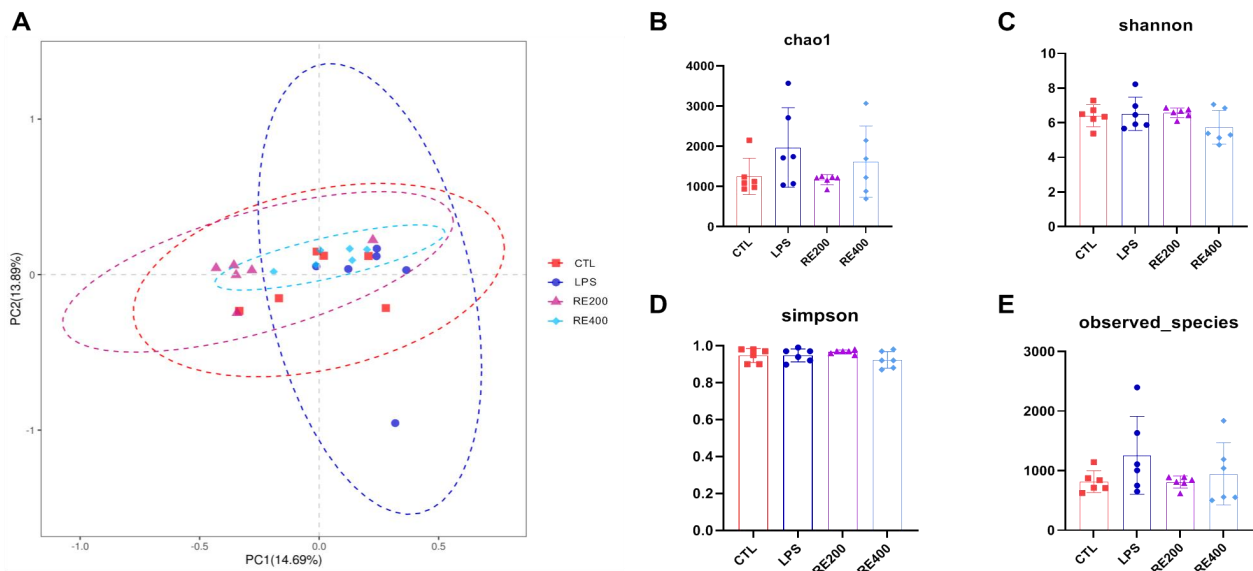 A
1
0
-1
-1.0
-0.5
0.0
0.5
PC1(14.69%)
PC2(13.89%)
CTL
LPS
RE200
RE400
B
chao1
4000
3000
2000
1000
0
CTL
LPS
RE200
RE400
C
shannon
10
8
6
4
2
0
CTL
LPS
RE200
RE400
D
simpson
1.0
0.8
0.6
0.4
0.2
0.0
CTL
LPS
RE200
RE400
E
observed_species
3000
2000
1000
0
CTL
LPS
RE200
RE400